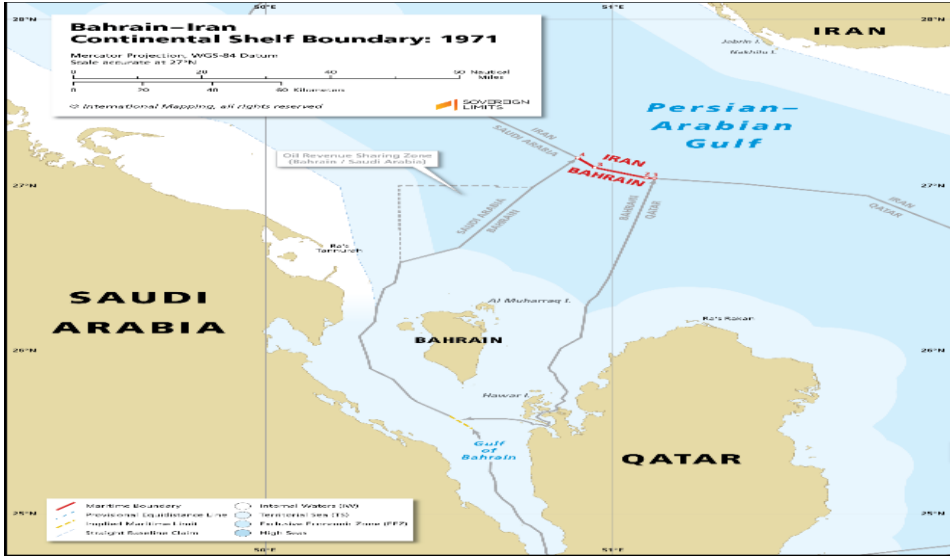 50°E
51°E
28°N
28°N
Bahrain–Iran
Continental Shelf Boundary: 1971
Mercator Projection, WGS-84 Datum
Scale accurate at 27°N
0 20 40 60 Nautical
Miles
0 20 40 60 Kilometers
© International Mapping, all rights reserved
SOVEREIGN
LIMITS
IRAN
Jabrin I.
Nakhilu I.
Persian–
Arabian
Gulf
IRAN
SAUDI ARABIA
Oil Revenue Sharing Zone
(Bahrain / Saudi Arabia)
IRAN
BAHRAIN
27°N
27°N
SAUDI ARABIA
BAHRAIN
BAHRAIN
QATAR
IRAN
QATAR
Ra's
Tannurah
SAUDI
ARABIA
Al Muharraq I.
BAHRAIN
Ra's Rakan
26°N
26°N
Hawar I.
Gulf
of
Bahrain
QATAR
Maritime Boundary
Provisional Equidistance Line
Implied Maritime Limit
Straight Baseline Claim
Internal Waters (IW)
Territorial Sea (TS)
Exclusive Economic Zone (EEZ)
High Seas
25°N
25°N
50°E
51°E